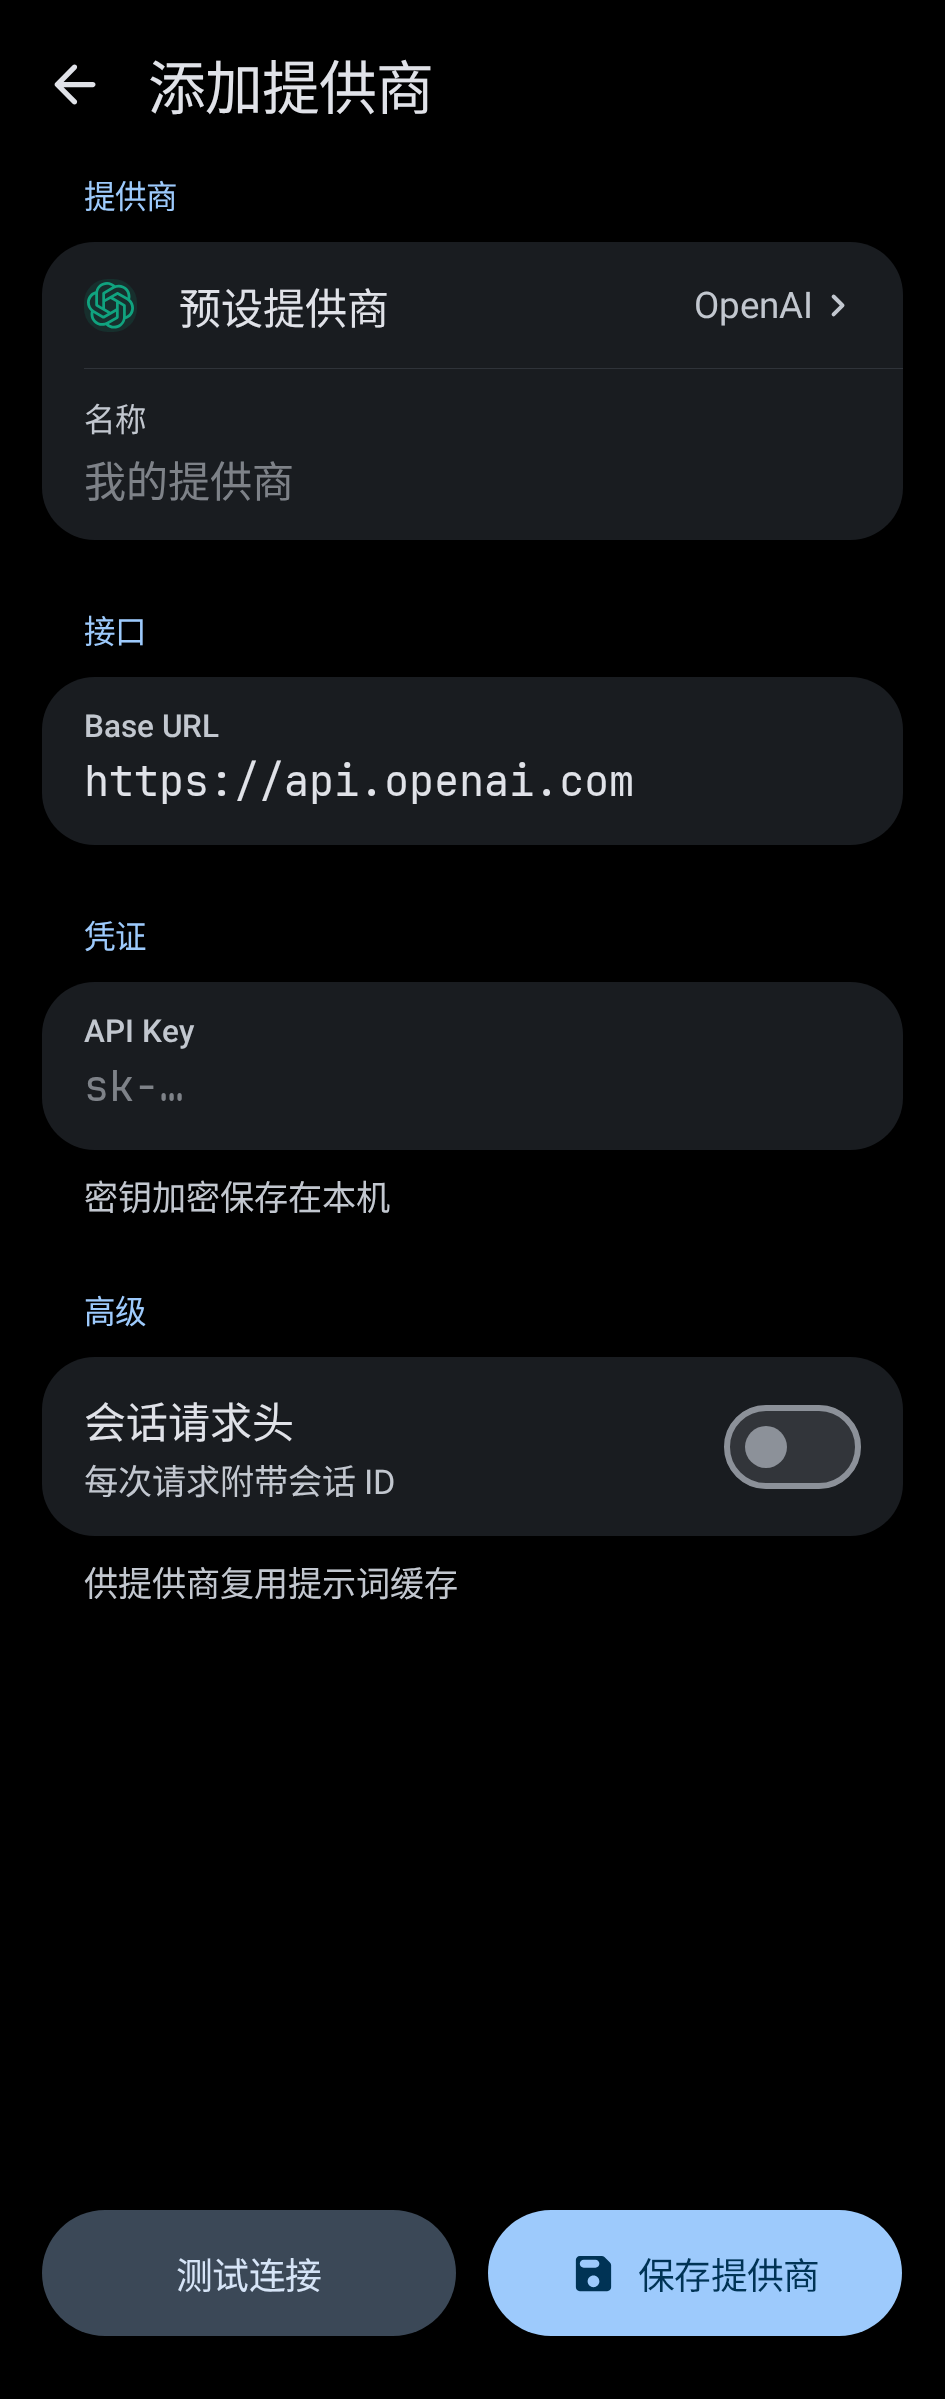 添加提供商
提供商
预设提供商 OpenAI
名称
我的提供商
接口
Base URL
https://api.openai.com
凭证
API Key
sk-…
密钥加密保存在本机
高级
会话请求头
每次请求附带会话 ID
供提供商复用提示词缓存
测试连接 保存提供商